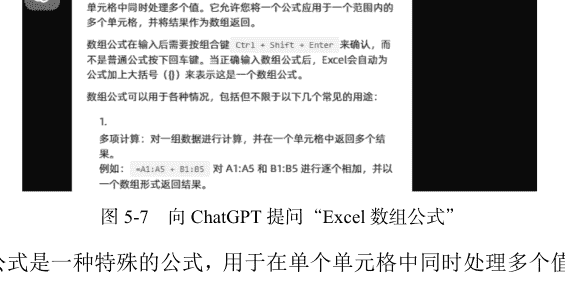 单元格中同时处理多个值。它允许您将一个公式应用于一个范围内的
多个单元格，并将结果作为数组返回。
数组公式在输入后需要按组合键 Ctrl + Shift + Enter 来确认，而
不是普通公式按下回车键。当正确输入数组公式后，Excel会自动为
公式加上大括号（{}）来表示这是一个数组公式。
数组公式可以用于各种情况，包括但不限于以下几个常见的用途：
1.
多项计算：对一组数据进行计算，并在一个单元格中返回多个结
果。
例如： =A1:A5 + B1:B5 对 A1:A5 和 B1:B5 进行逐个相加，并以
一个数组形式返回结果。
图 5-7 向 ChatGPT 提问“Excel 数组公式”
公式是一种特殊的公式，用于在单个单元格中同时处理多个值